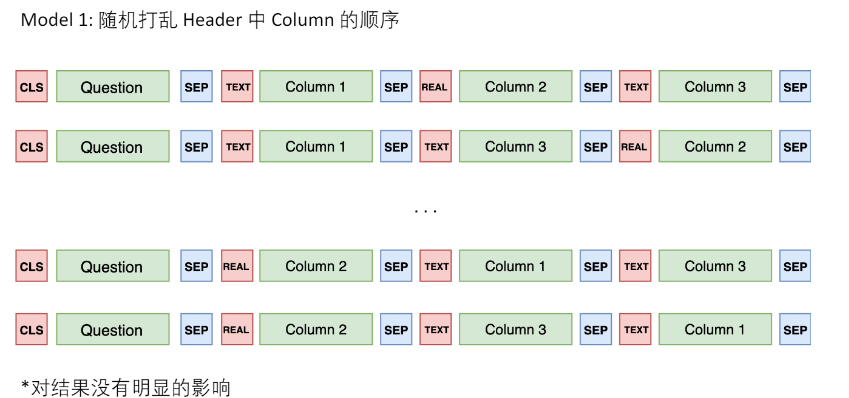 Model 1: 随机打乱 Header 中 Column 的顺序
CLS Question SEP TEXT Column 1 SEP REAL Column 2 SEP TEXT Column 3 SEP
CLS Question SEP TEXT Column 1 SEP TEXT Column 3 SEP REAL Column 2 SEP
...
CLS Question SEP REAL Column 2 SEP TEXT Column 1 SEP TEXT Column 3 SEP
CLS Question SEP REAL Column 2 SEP TEXT Column 3 SEP TEXT Column 1 SEP
*对结果没有明显的影响